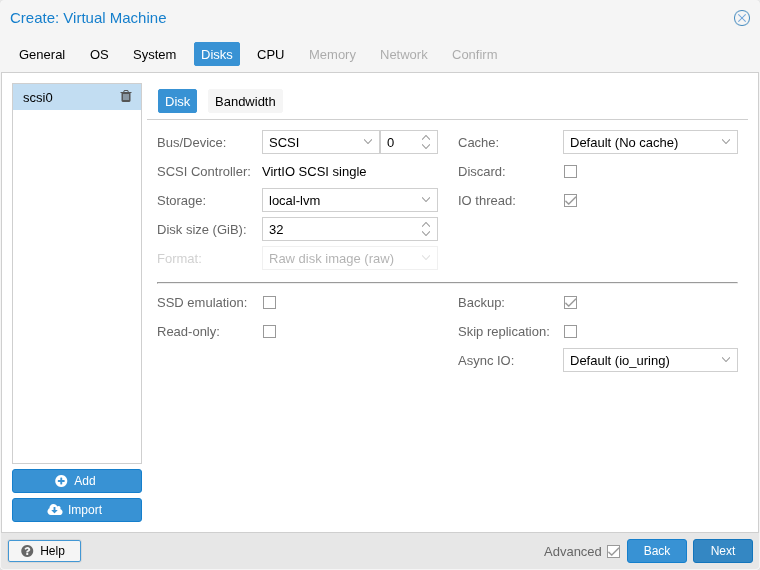 Create: Virtual Machine
General OS System Disks CPU Memory Network Confirm
scsi0
Disk Bandwidth
Bus/Device: SCSI 0 Cache: Default (No cache)
SCSI Controller: VirtIO SCSI single Discard:
Storage: local-lvm IO thread:
Disk size (GiB): 32
Format: Raw disk image (raw)
SSD emulation: Backup:
Read-only: Skip replication:
Async IO: Default (io_uring)
Add
Import
Help Advanced Back Next